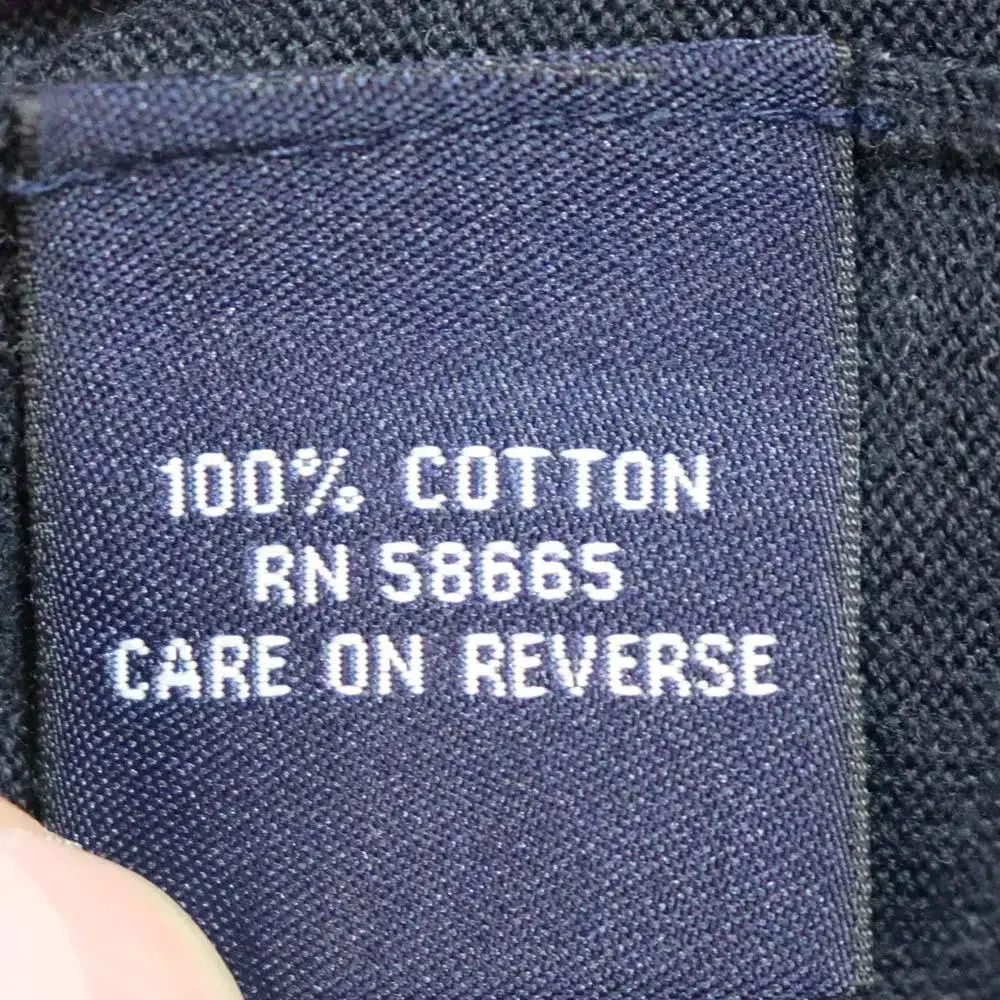 100% COTTON
RN 58665
CARE ON REVERSE